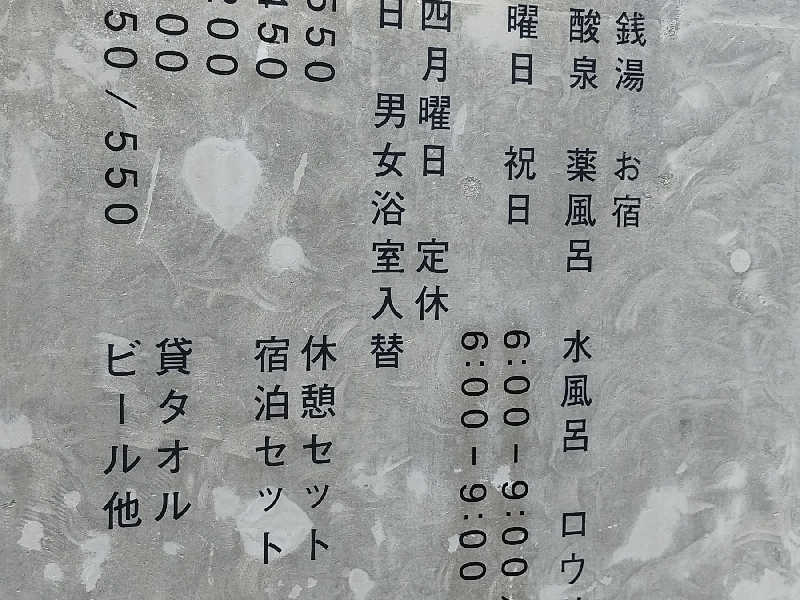 銭湯 お宿
酸泉 薬風呂 水風呂 ロウ
曜日 祝日 6:00-9:00
6:00-9:00
四月曜日 定休
日 男女浴室入替
550 休憩セット
450 宿泊セット
00
00 貸タオル
50/550 ビール他